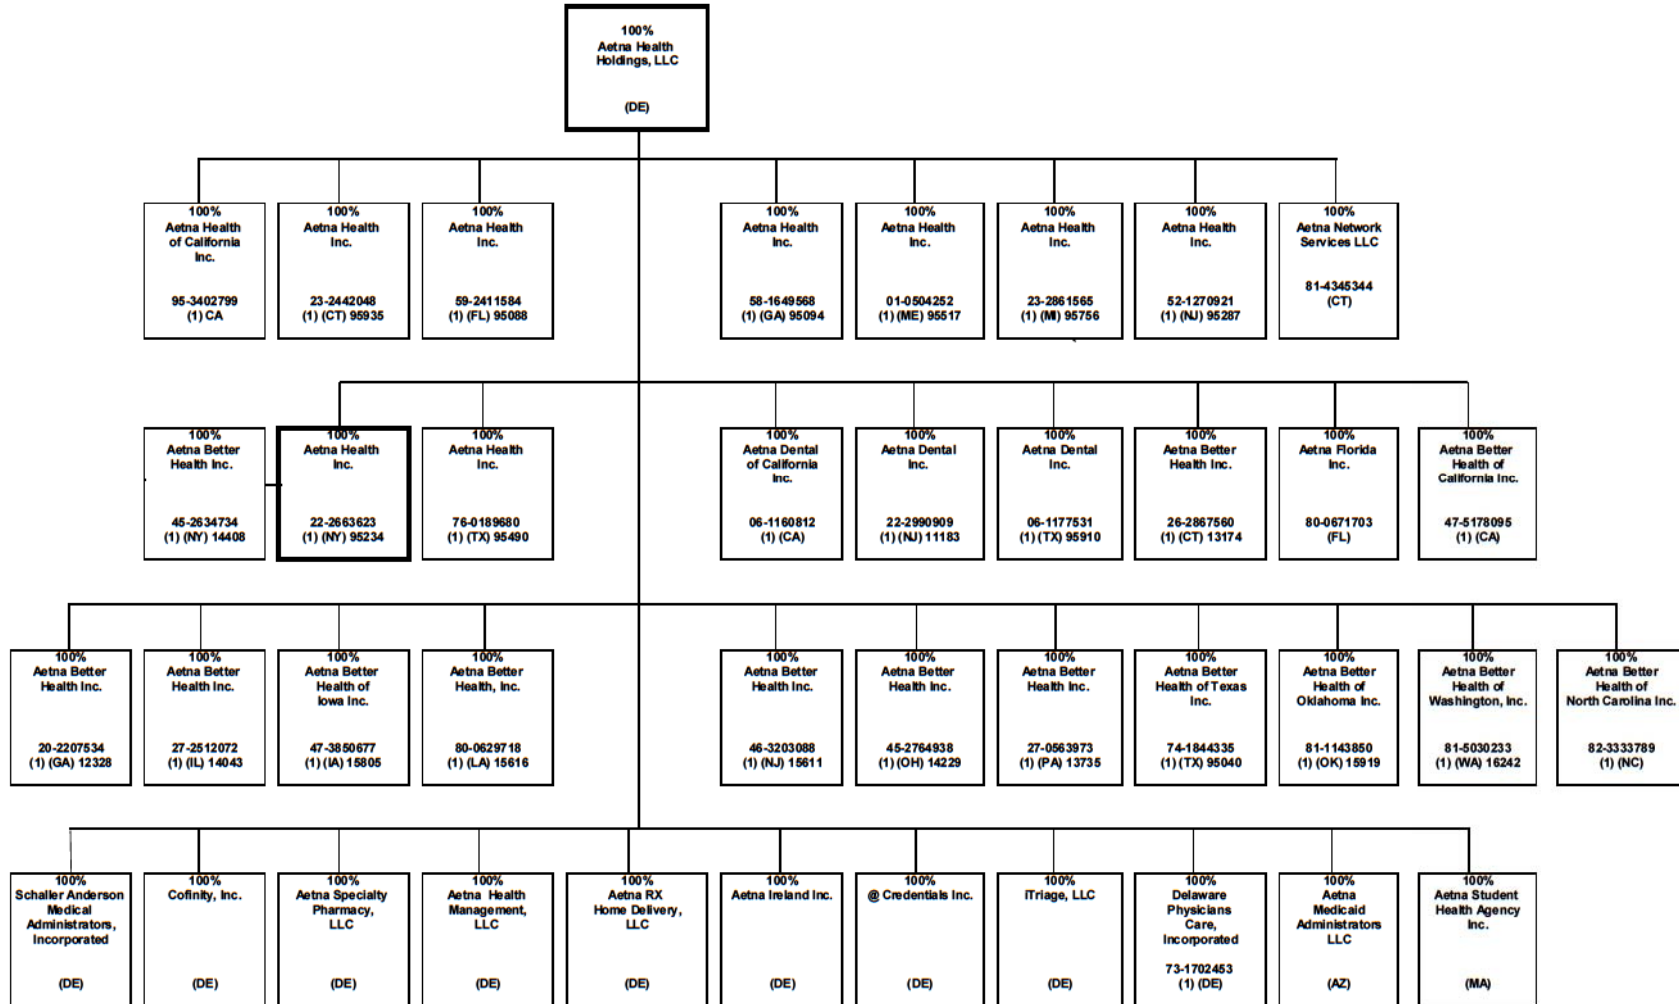 100%
Aetna Health
Holdings, LLC
(DE)
100%
Aetna Health
of California
Inc.
95-3402799
(1) CA
100%
Aetna Health
Inc.
23-2442048
(1) (CT) 95935
100%
Aetna Health
Inc.
59-2411584
(1) (FL) 95088
100%
Aetna Health
Inc.
58-1649568
(1) (GA) 95094
100%
Aetna Health
Inc.
01-0504252
(1) (ME) 95517
100%
Aetna Health
Inc.
23-2861565
(1) (MI) 95756
100%
Aetna Health
Inc.
52-1270921
(1) (NJ) 95287
100%
Aetna Network
Services LLC
81-4345344
(CT)
100%
Aetna Better
Health Inc.
45-2634734
(1) (NY) 14408
100%
Aetna Health
Inc.
22-2663623
(1) (NY) 95234
100%
Aetna Health
Inc.
76-0189680
(1) (TX) 95490
100%
Aetna Dental
of California
Inc.
06-1160812
(1) (CA)
100%
Aetna Dental
Inc.
22-2990909
(1) (NJ) 11183
100%
Aetna Dental
Inc.
06-1177531
(1) (TX) 95910
100%
Aetna Better
Health Inc.
26-2867560
(1) (CT) 13174
100%
Aetna Florida
Inc.
80-0671703
(FL)
100%
Aetna Better
Health of
California Inc.
47-5178095
(1) (CA)
100%
Aetna Better
Health Inc.
20-2207534
(1) (GA) 12328
100%
Aetna Better
Health Inc.
27-2512072
(1) (IL) 14043
100%
Aetna Better
Health of
Iowa Inc.
47-3850677
(1) (IA) 15805
100%
Aetna Better
Health, Inc.
80-0629718
(1) (LA) 15616
100%
Aetna Better
Health Inc.
46-3203088
(1) (NJ) 15611
100%
Aetna Better
Health Inc.
45-2764938
(1) (OH) 14229
100%
Aetna Better
Health Inc.
27-0563973
(1) (PA) 13735
100%
Aetna Better
Health of Texas
Inc.
74-1844335
(1) (TX) 95040
100%
Aetna Better
Health of
Oklahoma Inc.
81-1143850
(1) (OK) 15919
100%
Aetna Better
Health of
Washington, Inc.
81-5030233
(1) (WA) 16242
100%
Aetna Better
Health of
North Carolina Inc.
82-3333789
(1) (NC)
100%
Schaller Anderson
Medical
Administrators,
Incorporated
(DE)
100%
Cofinity, Inc.
(DE)
100%
Aetna Specialty
Pharmacy,
LLC
(DE)
100%
Aetna Health
Management,
LLC
(DE)
100%
Aetna RX
Home Delivery,
LLC
(DE)
100%
Aetna Ireland Inc.
(DE)
100%
@ Credentials Inc.
(DE)
100%
iTriage, LLC
(DE)
100%
Delaware
Physicians
Care,
Incorporated
73-1702453
(1) (DE)
100%
Aetna
Medicaid
Administrators
LLC
(AZ)
100%
Aetna Student
Health Agency
Inc.
(MA)